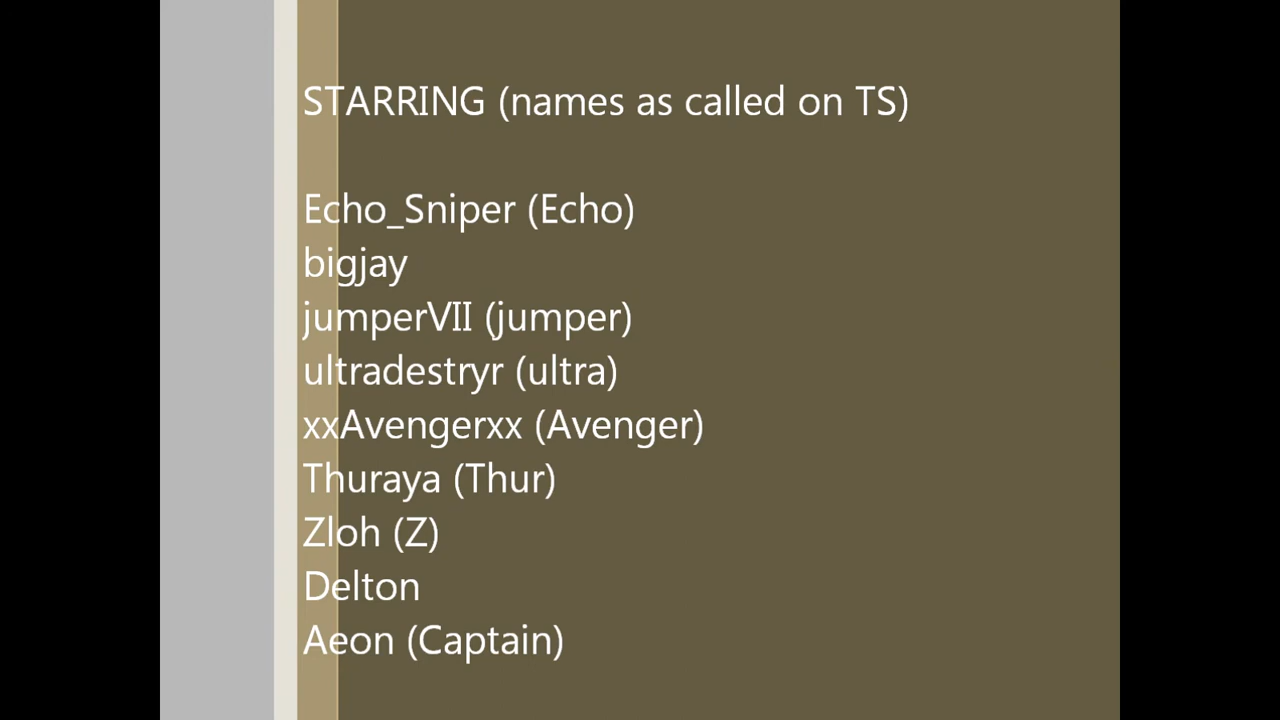 STARRING (names as called on TS)
Echo_Sniper (Echo)
bigjay
jumperVII (jumper)
ultradestryr (ultra)
xxAvengerxx (Avenger)
Thuraya (Thur)
Zloh (Z)
Delton
Aeon (Captain)